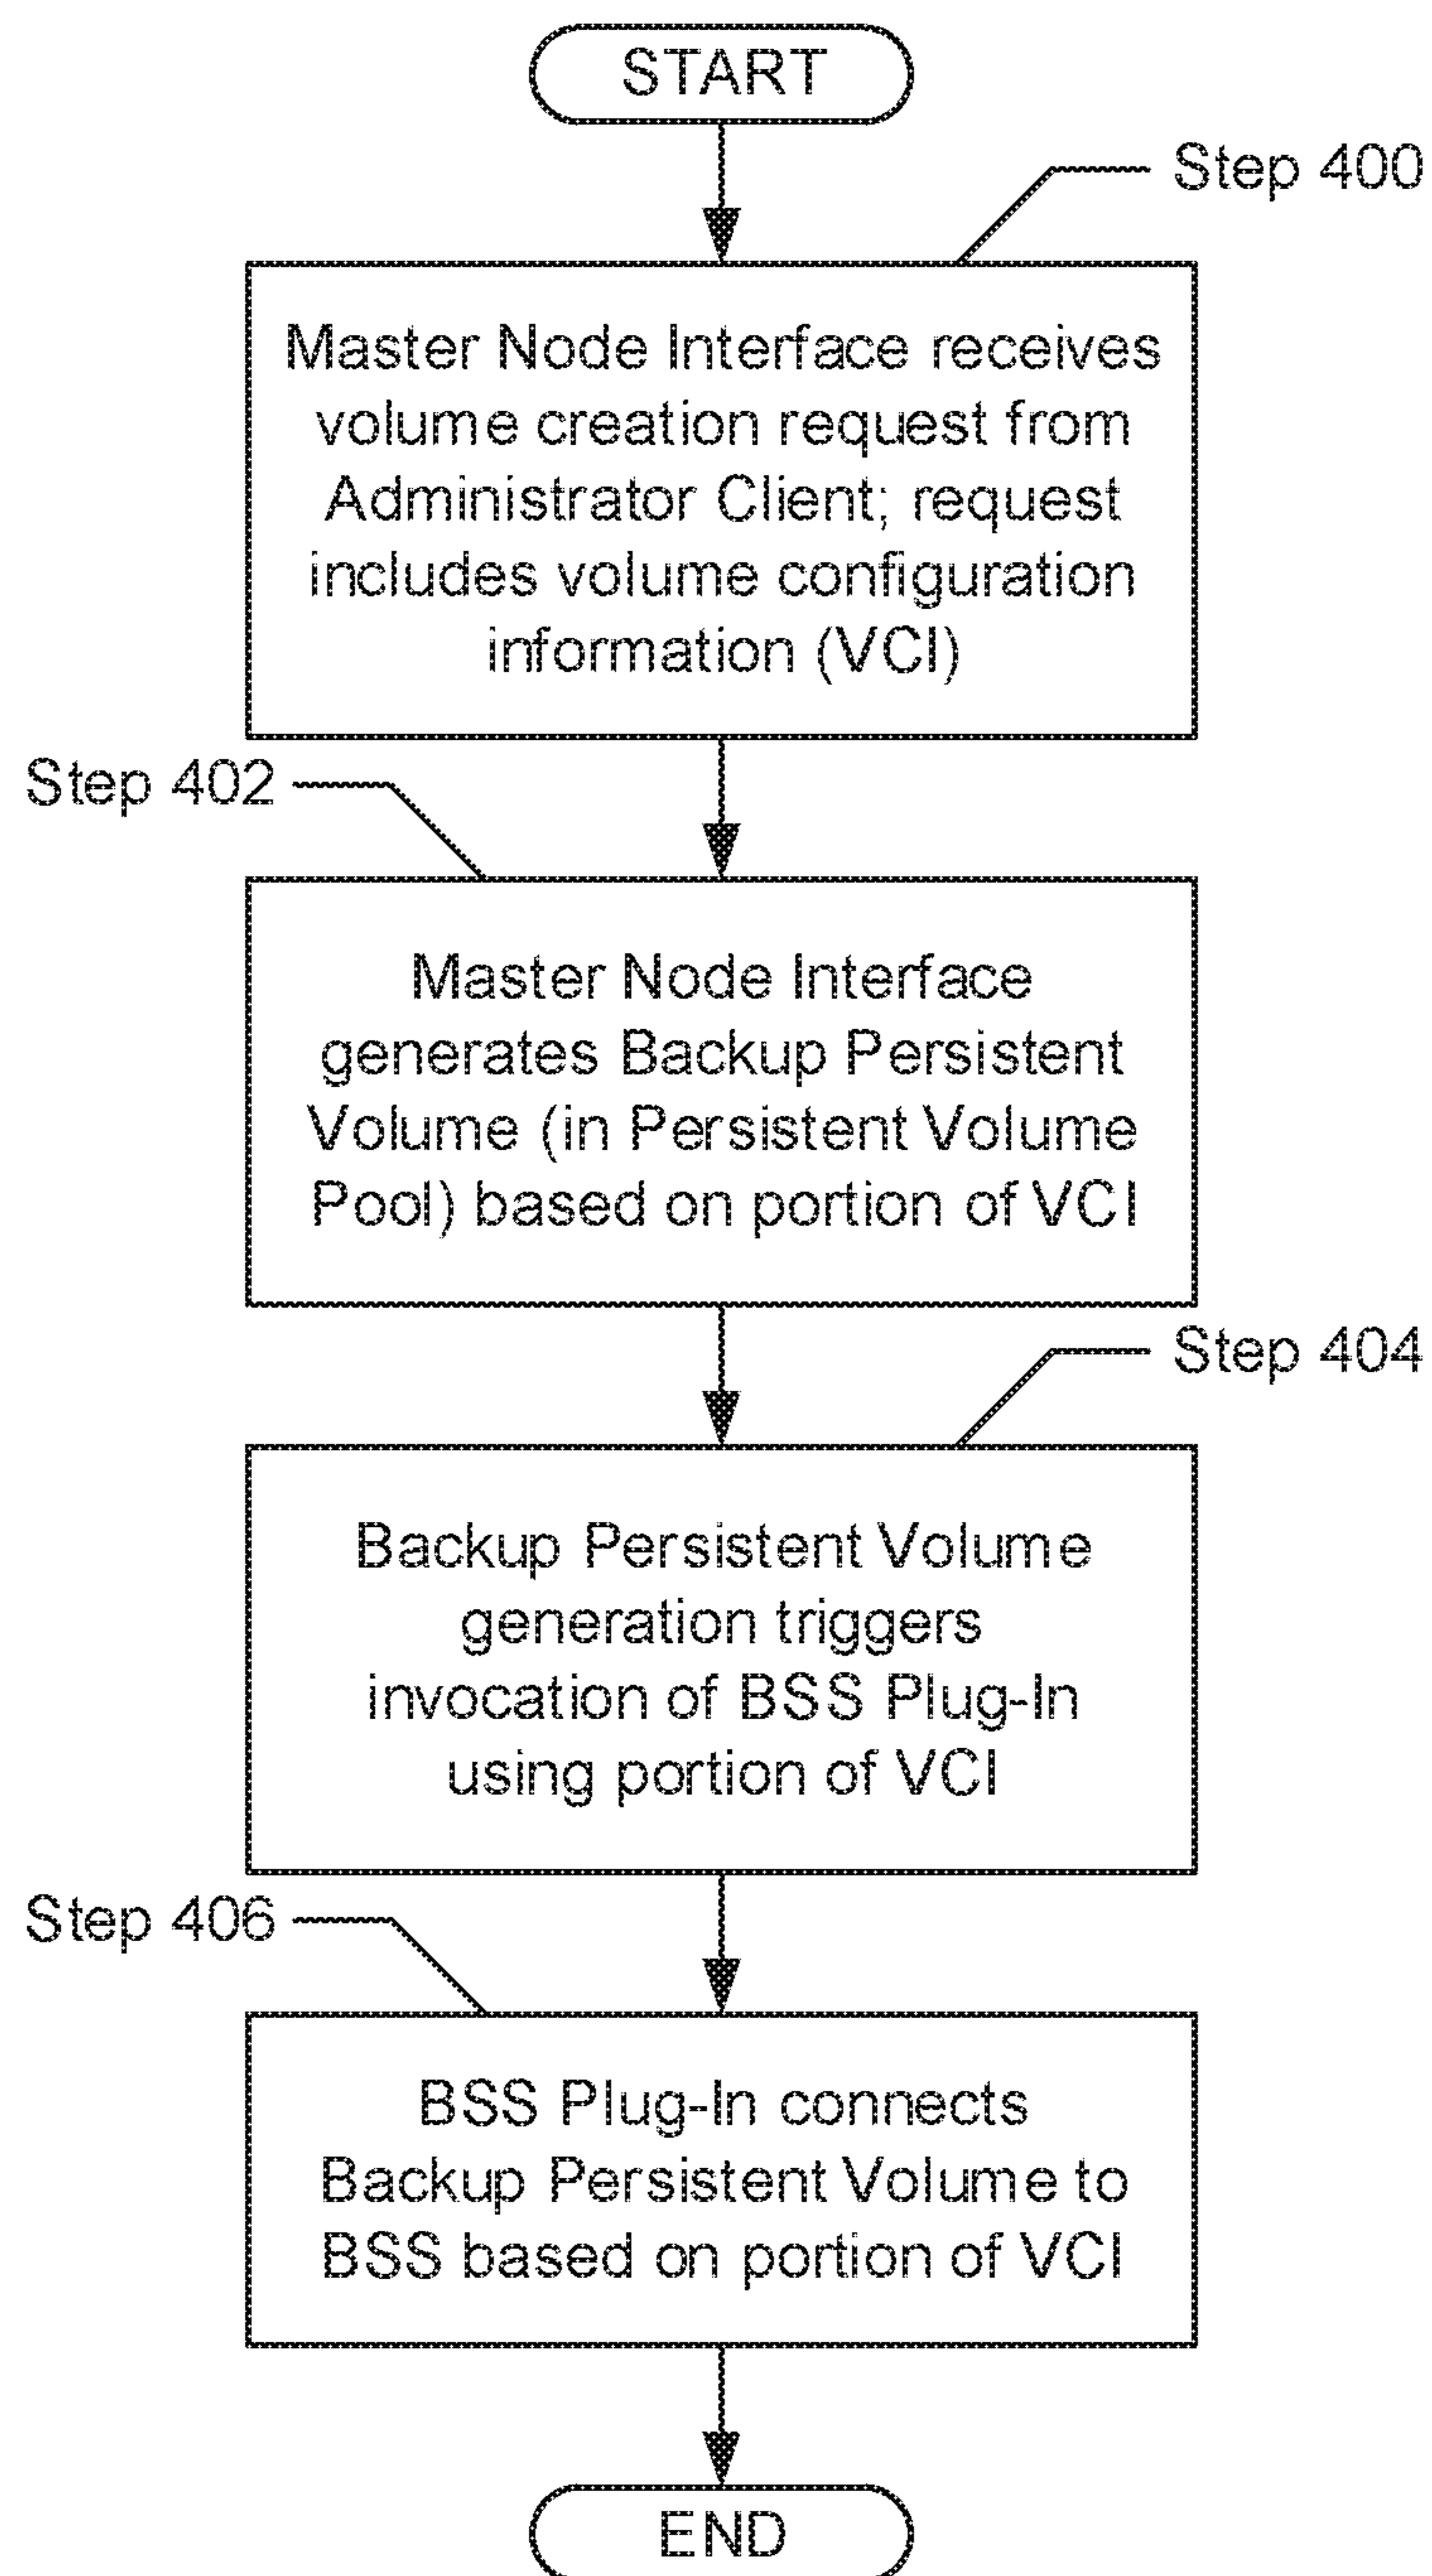 START
Step 400
Master Node Interface receives
volume creation request from
Administrator Client; request
includes volume configuration
information (VCI)
Step 402
Master Node Interface
generates Backup Persistent
Volume (in Persistent Volume
Pool) based on portion of VCI
Step 404
Backup Persistent Volume
generation triggers
invocation of BSS Plug-In
using portion of VCI
Step 406
BSS Plug-In connects
Backup Persistent Volume to
BSS based on portion of VCI
END